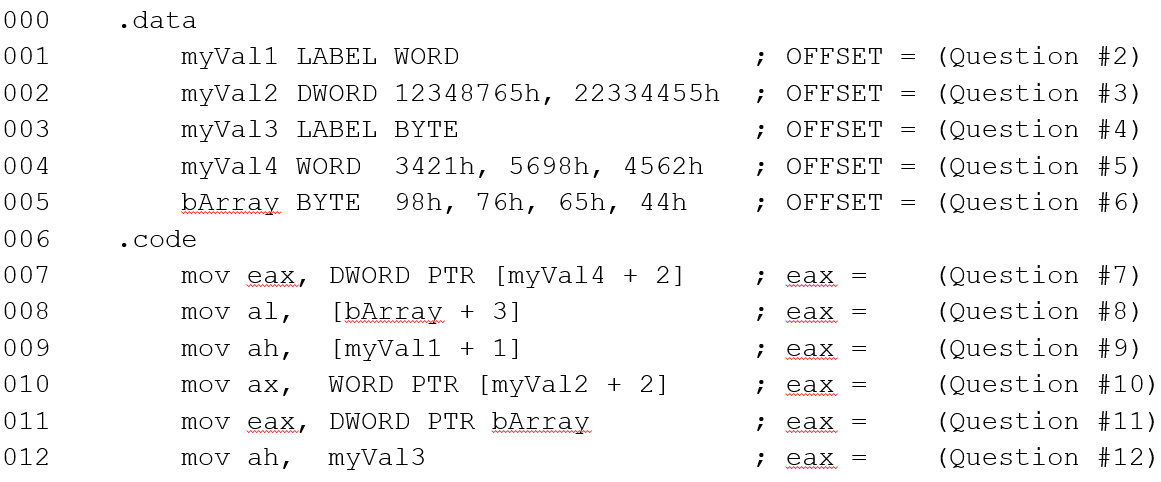 000 .data
001 myVal1 LABEL WORD ; OFFSET = (Question #2)
002 myVal2 DWORD 12348765h, 22334455h ; OFFSET = (Question #3)
003 myVal3 LABEL BYTE ; OFFSET = (Question #4)
004 myVal4 WORD 3421h, 5698h, 4562h ; OFFSET = (Question #5)
005 bArray BYTE 98h, 76h, 65h, 44h ; OFFSET = (Question #6)
006 .code
007 mov eax, DWORD PTR [myVal4 + 2] ; eax = (Question #7)
008 mov al, [bArray + 3] ; eax = (Question #8)
009 mov ah, [myVal1 + 1] ; eax = (Question #9)
010 mov ax, WORD PTR [myVal2 + 2] ; eax = (Question #10)
011 mov eax, DWORD PTR bArray ; eax = (Question #11)
012 mov ah, myVal3 ; eax = (Question #12)